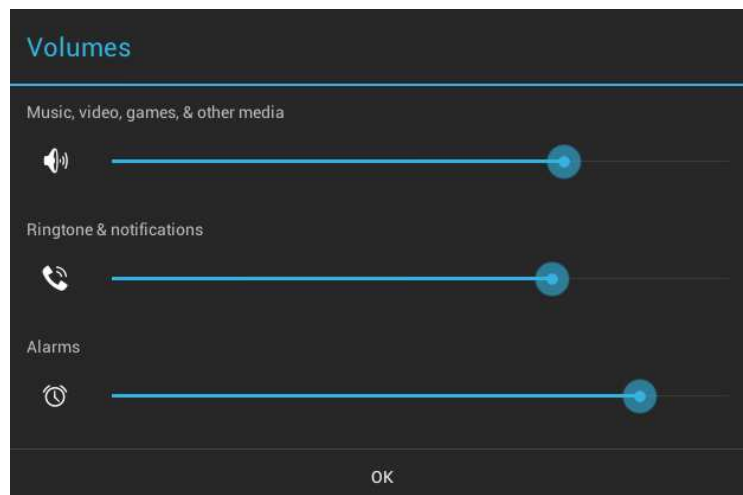 Volumes
Music, video, games, & other media
Ringtone & notifications
Alarms
OK